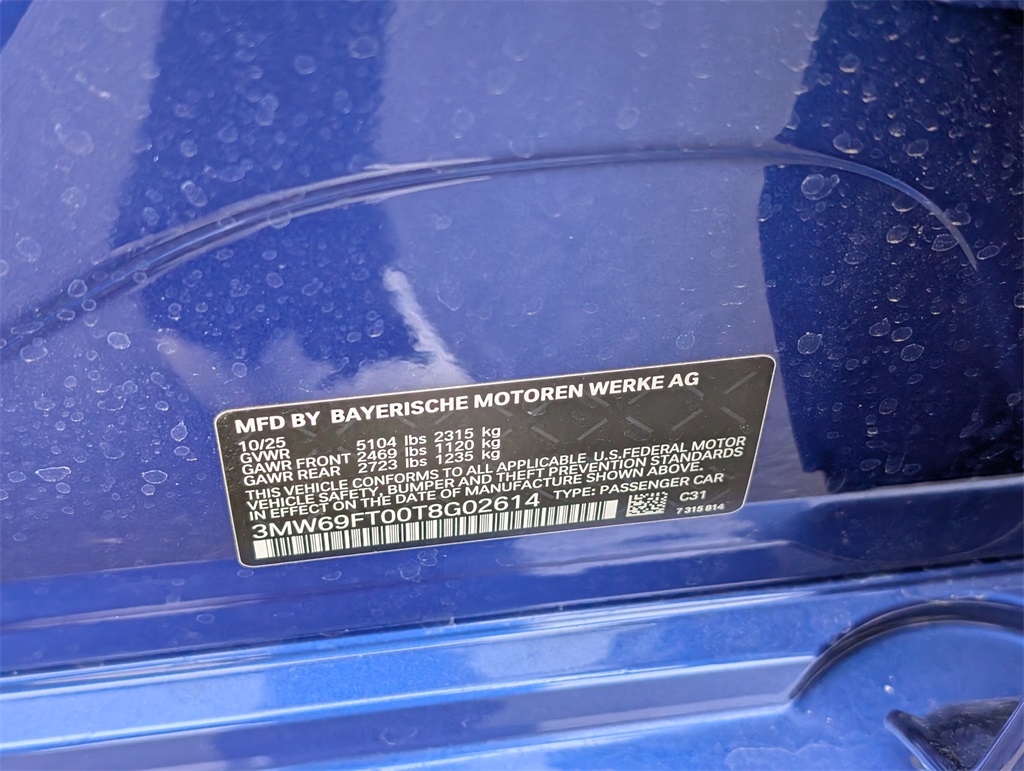 MFD BY BAYERISCHE MOTOREN WERKE AG
10/25 5104 lbs 2315 kg
GVWR
GAWR FRONT 2469 lbs 1120 kg
GAWR REAR 2723 lbs 1235 kg
THIS VEHICLE CONFORMS TO ALL APPLICABLE U.S.FEDERAL MOTOR
VEHICLE SAFETY, BUMPER AND THEFT PREVENTION STANDARDS
IN EFFECT ON THE DATE OF MANUFACTURE SHOWN ABOVE.
3MW69FT00T8G02614 TYPE: PASSENGER CAR
C31
7 315 814